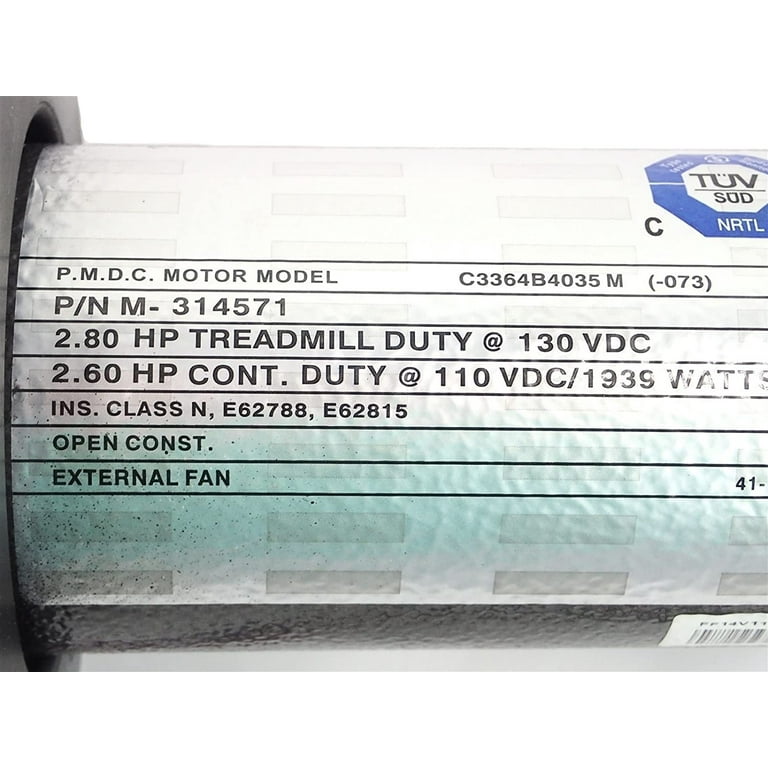 TÜV
SÜD
C
NRTL
P.M.D.C. MOTOR MODEL C3364B4035 M (-073)
P/N M- 314571
2.80 HP TREADMILL DUTY @ 130 VDC
2.60 HP CONT. DUTY @ 110 VDC/1939 WATTS
INS. CLASS N, E62788, E62815
OPEN CONST.
EXTERNAL FAN 41-